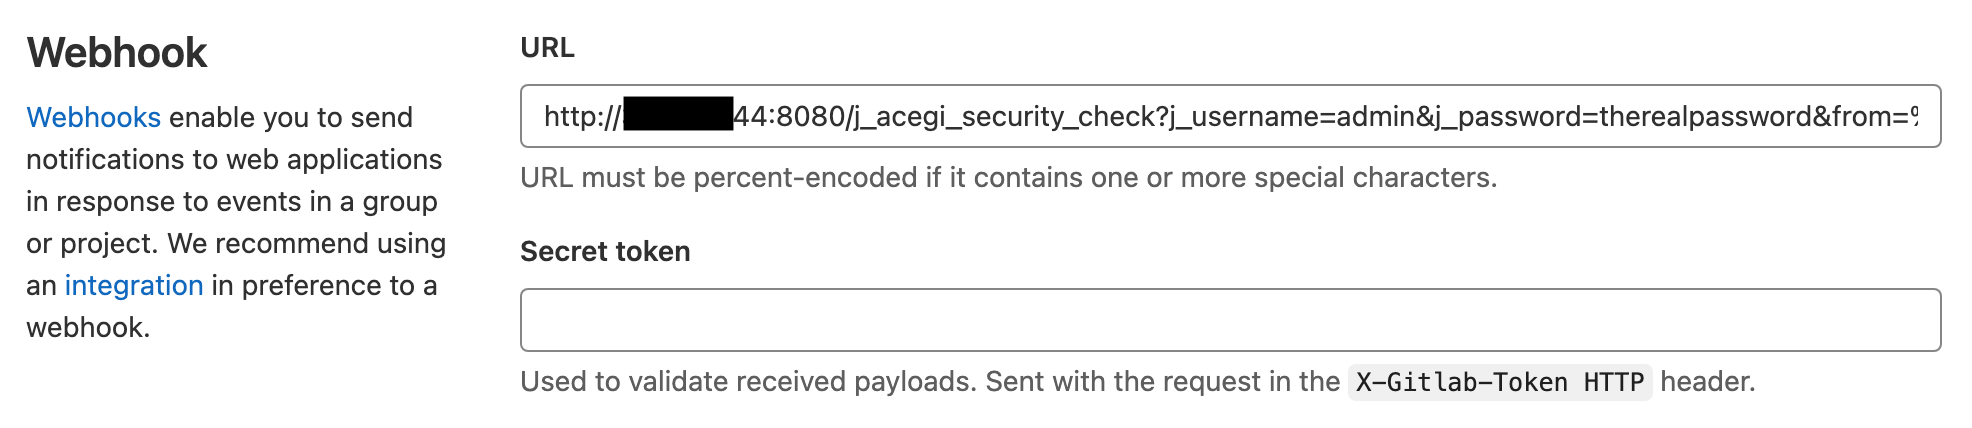 Webhook
Webhooks enable you to send
notifications to web applications
in response to events in a group
or project. We recommend using
an integration in preference to a
webhook.
URL
http://44:8080/j_acegi_security_check?j_username=admin&j_password=therealpassword&from=%
URL must be percent-encoded if it contains one or more special characters.
Secret token
Used to validate received payloads. Sent with the request in the X-Gitlab-Token HTTP header.